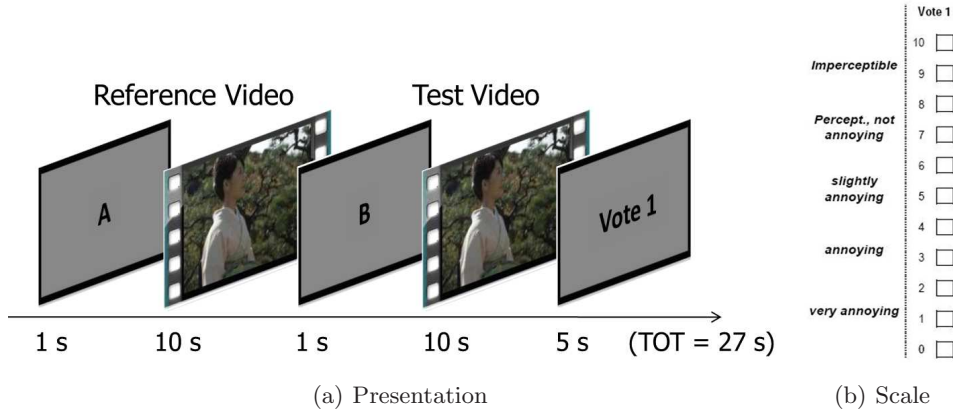 Reference Video Test Video
A
B
Vote 1
1 s 10 s 1 s 10 s 5 s (TOT = 27 s)
(a) Presentation
Vote 1
10
Imperceptible
9
8
Percept., not
annoying
7
6
slightly
annoying
5
4
annoying
3
2
very annoying
1
0
(b) Scale